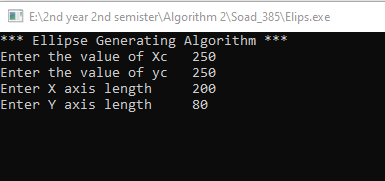 E:\2nd year 2nd semister\Algorithm 2\Soad_385\Elips.exe
*** Ellipse Generating Algorithm ***
Enter the value of Xc   250
Enter the value of yc   250
Enter X axis length     200
Enter Y axis length     80